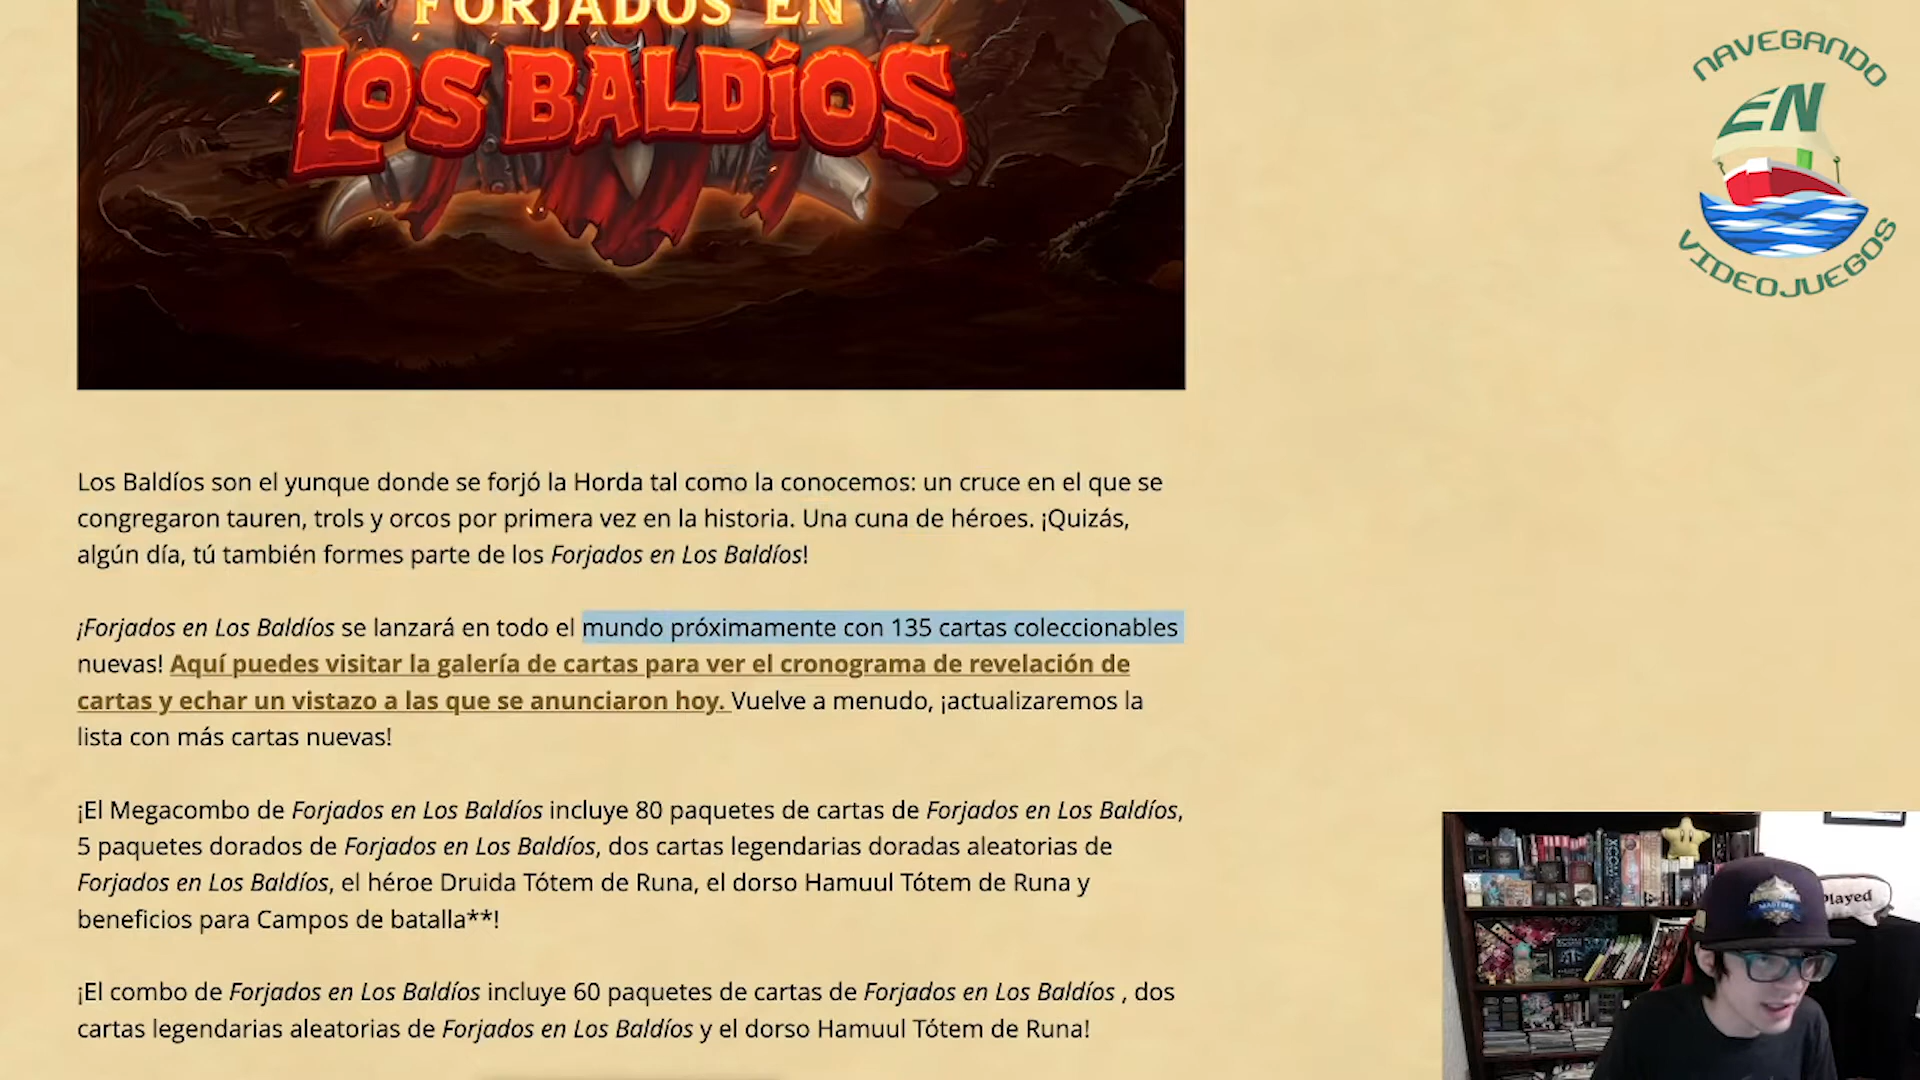 FORJADOS EN
LOS BALDÍOS
NAVEGANDO
EN
VIDEOJUEGOS
Los Baldíos son el yunque donde se forjó la Horda tal como la conocemos: un cruce en el que se
congregaron tauren, trols y orcos por primera vez en la historia. Una cuna de héroes. ¡Quizás,
algún día, tú también formes parte de los Forjados en Los Baldíos!
¡Forjados en Los Baldíos se lanzará en todo el mundo próximamente con 135 cartas coleccionables
nuevas! Aquí puedes visitar la galería de cartas para ver el cronograma de revelación de
cartas y echar un vistazo a las que se anunciaron hoy. Vuelve a menudo, ¡actualizaremos la
lista con más cartas nuevas!
¡El Megacombo de Forjados en Los Baldíos incluye 80 paquetes de cartas de Forjados en Los Baldíos,
5 paquetes dorados de Forjados en Los Baldíos, dos cartas legendarias doradas aleatorias de
Forjados en Los Baldíos, el héroe Druida Tótem de Runa, el dorso Hamuul Tótem de Runa y
beneficios para Campos de batalla**!
¡El combo de Forjados en Los Baldíos incluye 60 paquetes de cartas de Forjados en Los Baldíos , dos
cartas legendarias aleatorias de Forjados en Los Baldíos y el dorso Hamuul Tótem de Runa!
Played
MASTERS